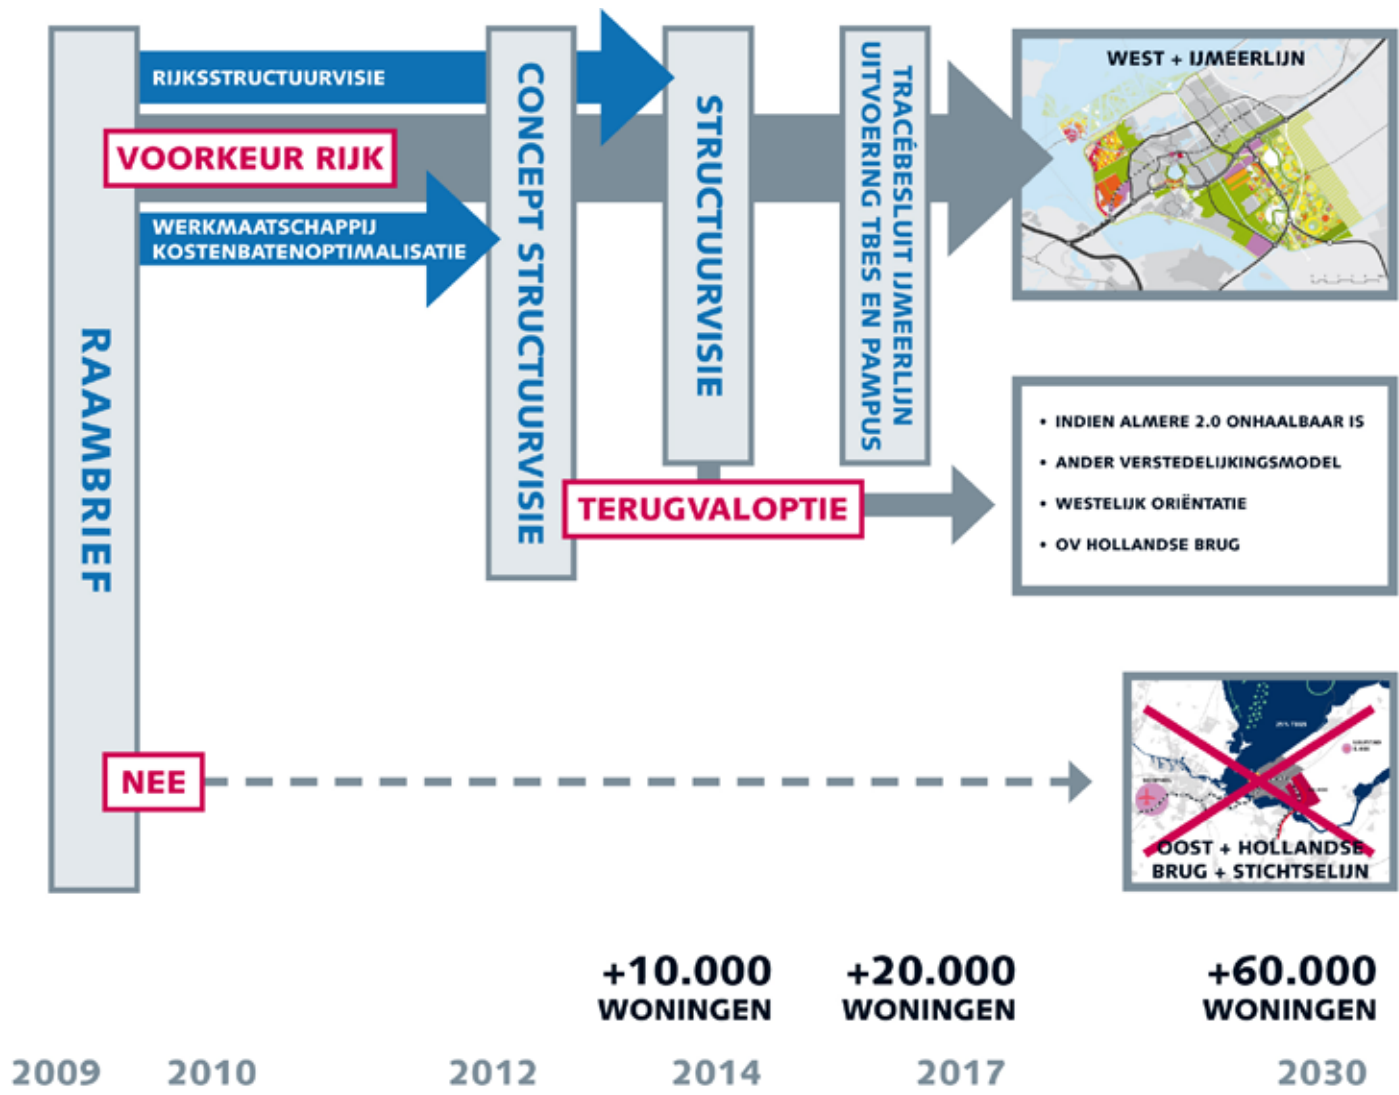 RAAMBRIEF
RIJKSSTRUCTUURVISIE
VOORKEUR RIJK
WERKMAATSCHAPPIJ
KOSTENBATENOPTIMALISATIE
CONCEPT STRUCTUURVISIE
STRUCTUURVISIE
TRACÉBESLUIT IJMEERLIJN
UITVOERING TBES EN PAMPUS
WEST + IJMEERLIJN
TERUGVALOPTIE
• INDIEN ALMERE 2.0 ONHAALBAAR IS
• ANDER VERSTEDELIJKINGSMODEL
• WESTELIJK ORIËNTATIE
• OV HOLLANDSE BRUG
NEE
OOST + HOLLANDSE
BRUG + STICHTSELIJN
+10.000
WONINGEN
+20.000
WONINGEN
+60.000
WONINGEN
2009
2010
2012
2014
2017
2030